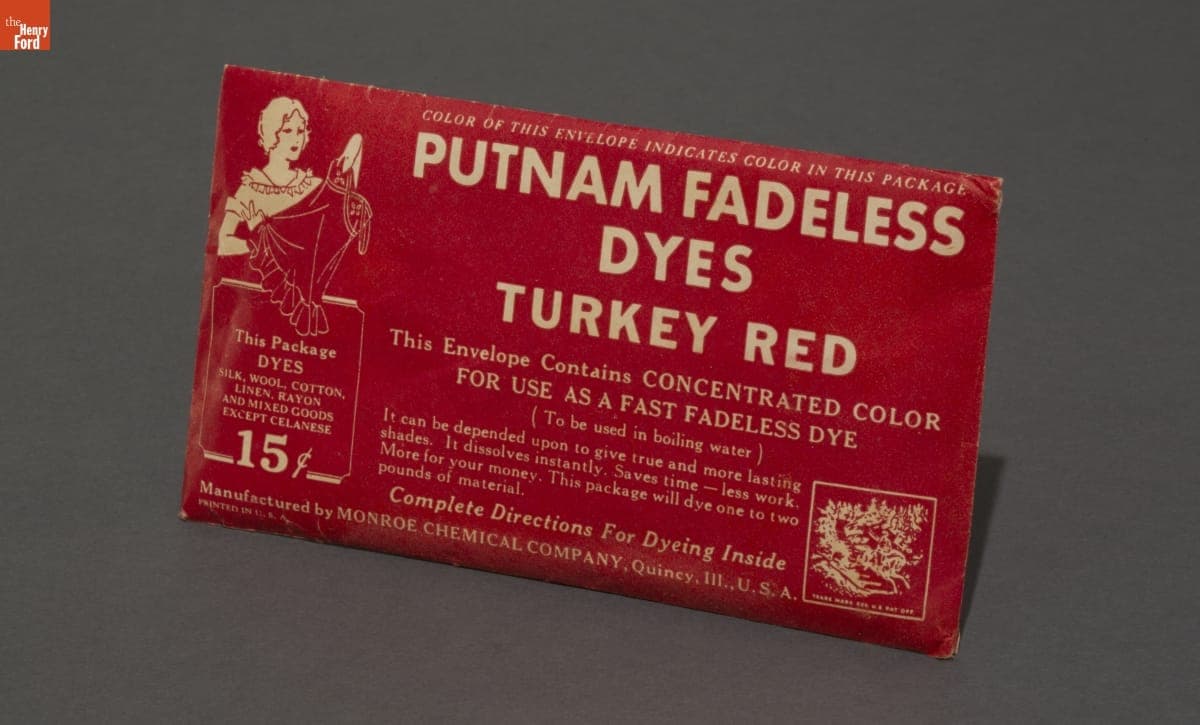 the
Henry
Ford
COLOR OF THIS ENVELOPE INDICATES COLOR IN THIS PACKAGE
PUTNAM FADELESS
DYES
TURKEY RED
This Envelope Contains CONCENTRATED COLOR
FOR USE AS A FAST FADELESS DYE
( To be used in boiling water )
It can be depended upon to give true and more lasting
shades. It dissolves instantly. Saves time — less work.
More for your money. This package will dye one to two
pounds of material.
Complete Directions For Dyeing Inside
This Package
DYES
SILK, WOOL, COTTON,
LINEN, RAYON
AND MIXED GOODS
EXCEPT CELANESE
15¢
Manufactured by MONROE CHEMICAL COMPANY, Quincy, Ill., U. S. A.
PRINTED IN U. S. A.
TRADE MARK REG. U.S. PAT. OFF.